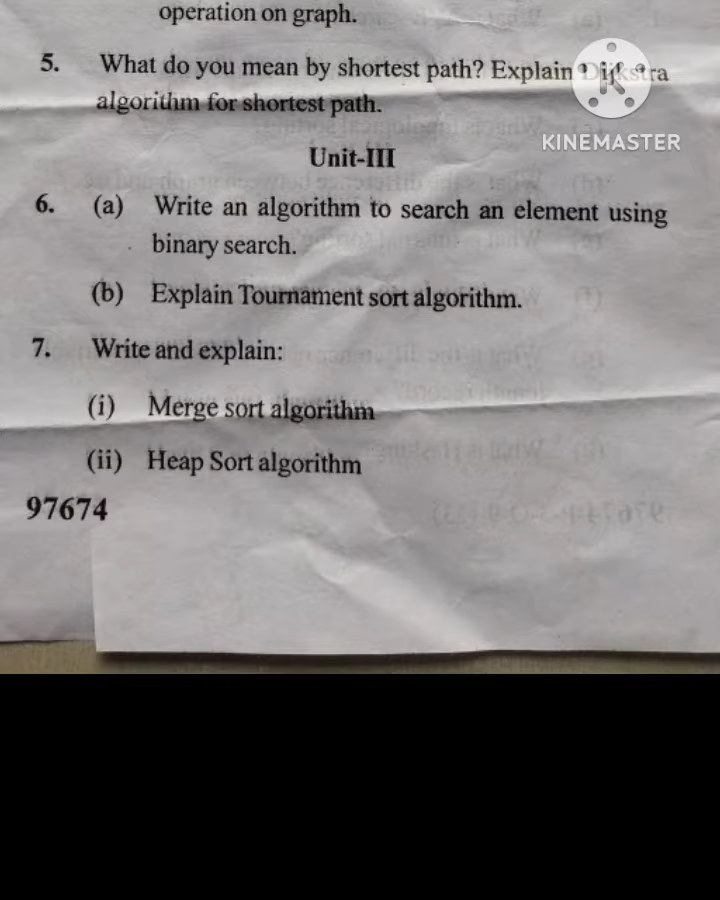 operation on graph.
5. What do you mean by shortest path? Explain Dijkstra
algorithm for shortest path.
KINEMASTER
Unit-III
6. (a) Write an algorithm to search an element using
binary search.
(b) Explain Tournament sort algorithm.
7. Write and explain:
(i) Merge sort algorithm
(ii) Heap Sort algorithm
97674